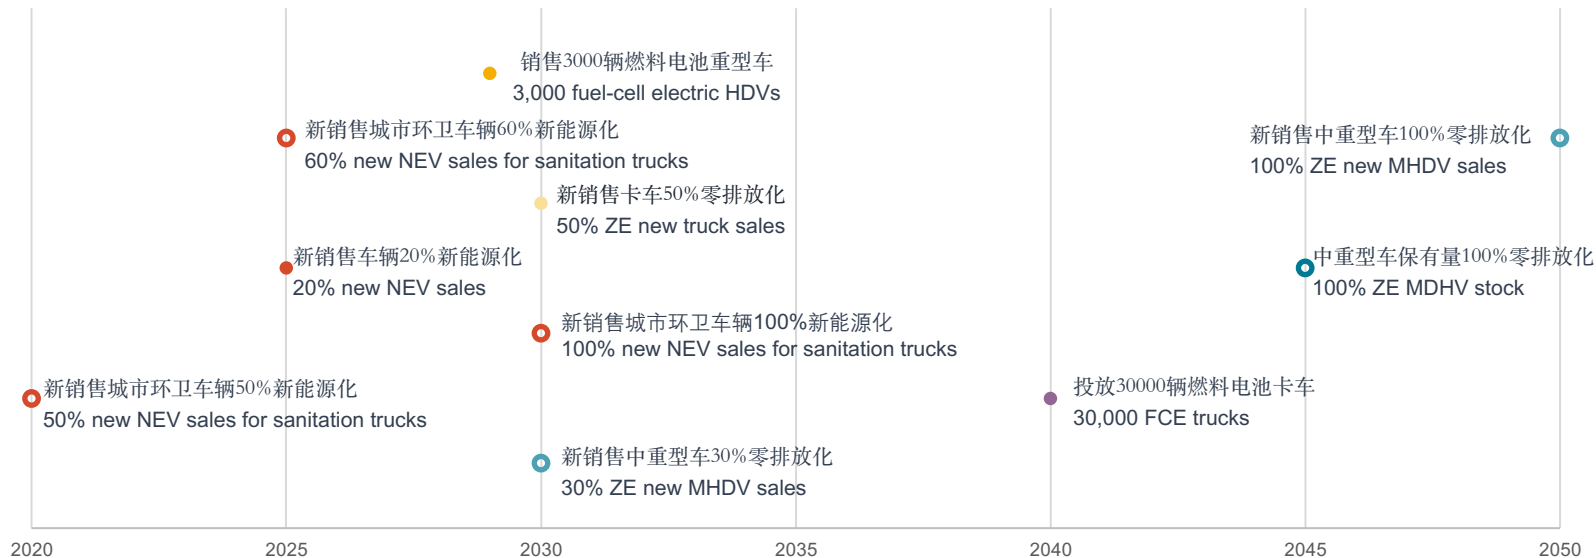 销售3000辆燃料电池重型车
3,000 fuel-cell electric HDVs
新销售城市环卫车辆60%新能源化
60% new NEV sales for sanitation trucks
新销售中重型车100%零排放化
100% ZE new MHDV sales
新销售卡车50%零排放化
50% ZE new truck sales
新销售车辆20%新能源化
20% new NEV sales
中重型车保有量100%零排放化
100% ZE MDHV stock
新销售城市环卫车辆100%新能源化
100% new NEV sales for sanitation trucks
新销售城市环卫车辆50%新能源化
50% new NEV sales for sanitation trucks
投放30000辆燃料电池卡车
30,000 FCE trucks
新销售中重型车30%零排放化
30% ZE new MHDV sales
2020 2025 2030 2035 2040 2045 2050